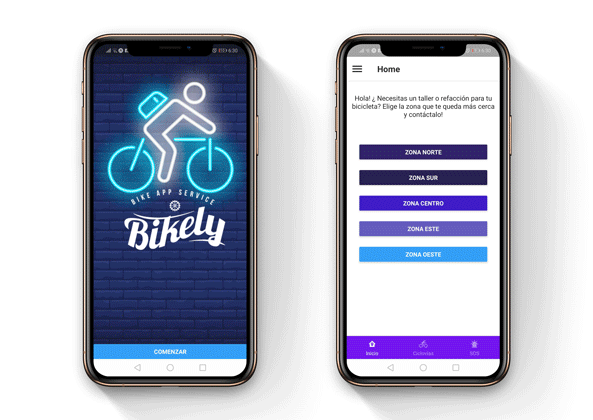 6:30
BIKE APP SERVICE
Bikely
COMENZAR
6:30
Home
Hola! ¿ Necesitas un taller o refacción para tu
bicicleta? Elige la zona que te queda más cerca
y contáctalo!
ZONA NORTE
ZONA SUR
ZONA CENTRO
ZONA ESTE
ZONA OESTE
Inicio
Ciclovías
SOS